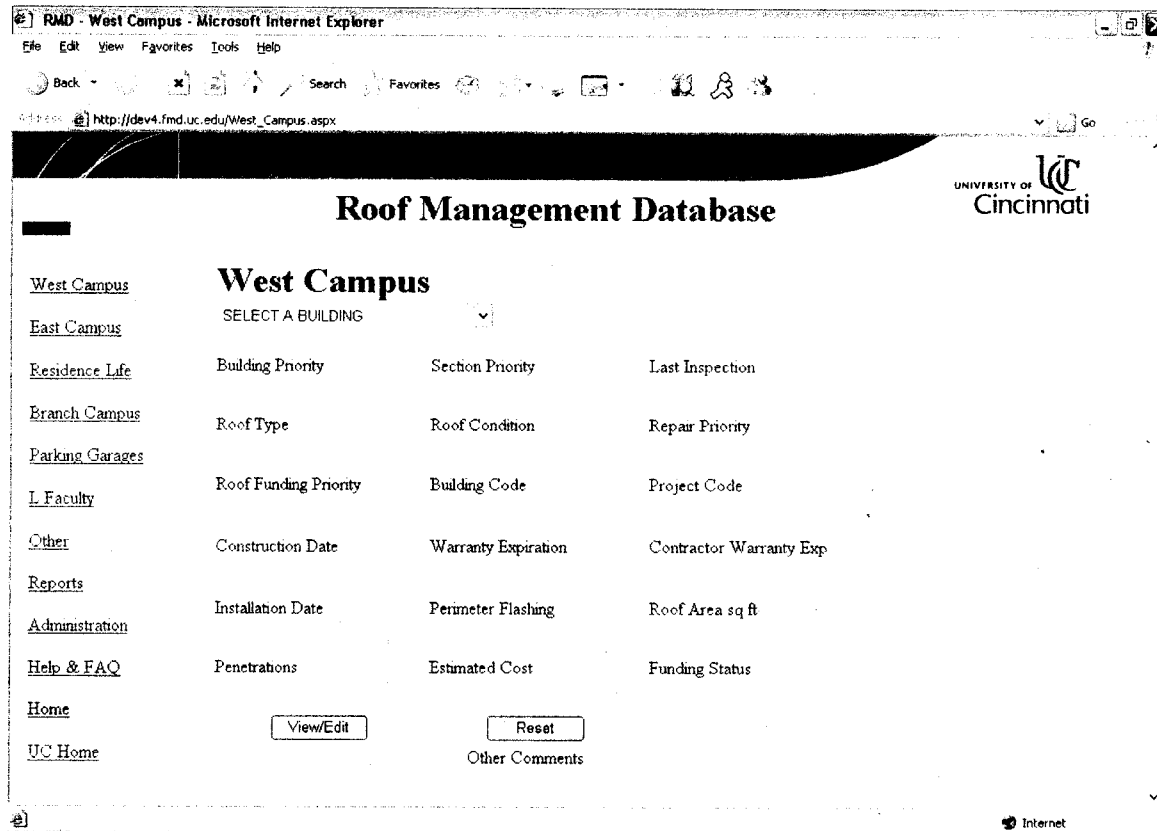 RMD - West Campus - Microsoft Internet Explorer
File Edit View Favorites Tools Help
Back Search Favorites
Address http://dev4.fmd.uc.edu/West_Campus.aspx Go
UNIVERSITY OF UC
Cincinnati
Roof Management Database
West Campus
East Campus
Residence Life
Branch Campus
Parking Garages
L Faculty
Other
Reports
Administration
Help & FAQ
Home
UC Home
West Campus
SELECT A BUILDING
Building Priority Section Priority Last Inspection
Roof Type Roof Condition Repair Priority
Roof Funding Priority Building Code Project Code
Construction Date Warranty Expiration Contractor Warranty Exp
Installation Date Perimeter Flashing Roof Area sq ft
Penetrations Estimated Cost Funding Status
View/Edit Reset
Other Comments
Internet